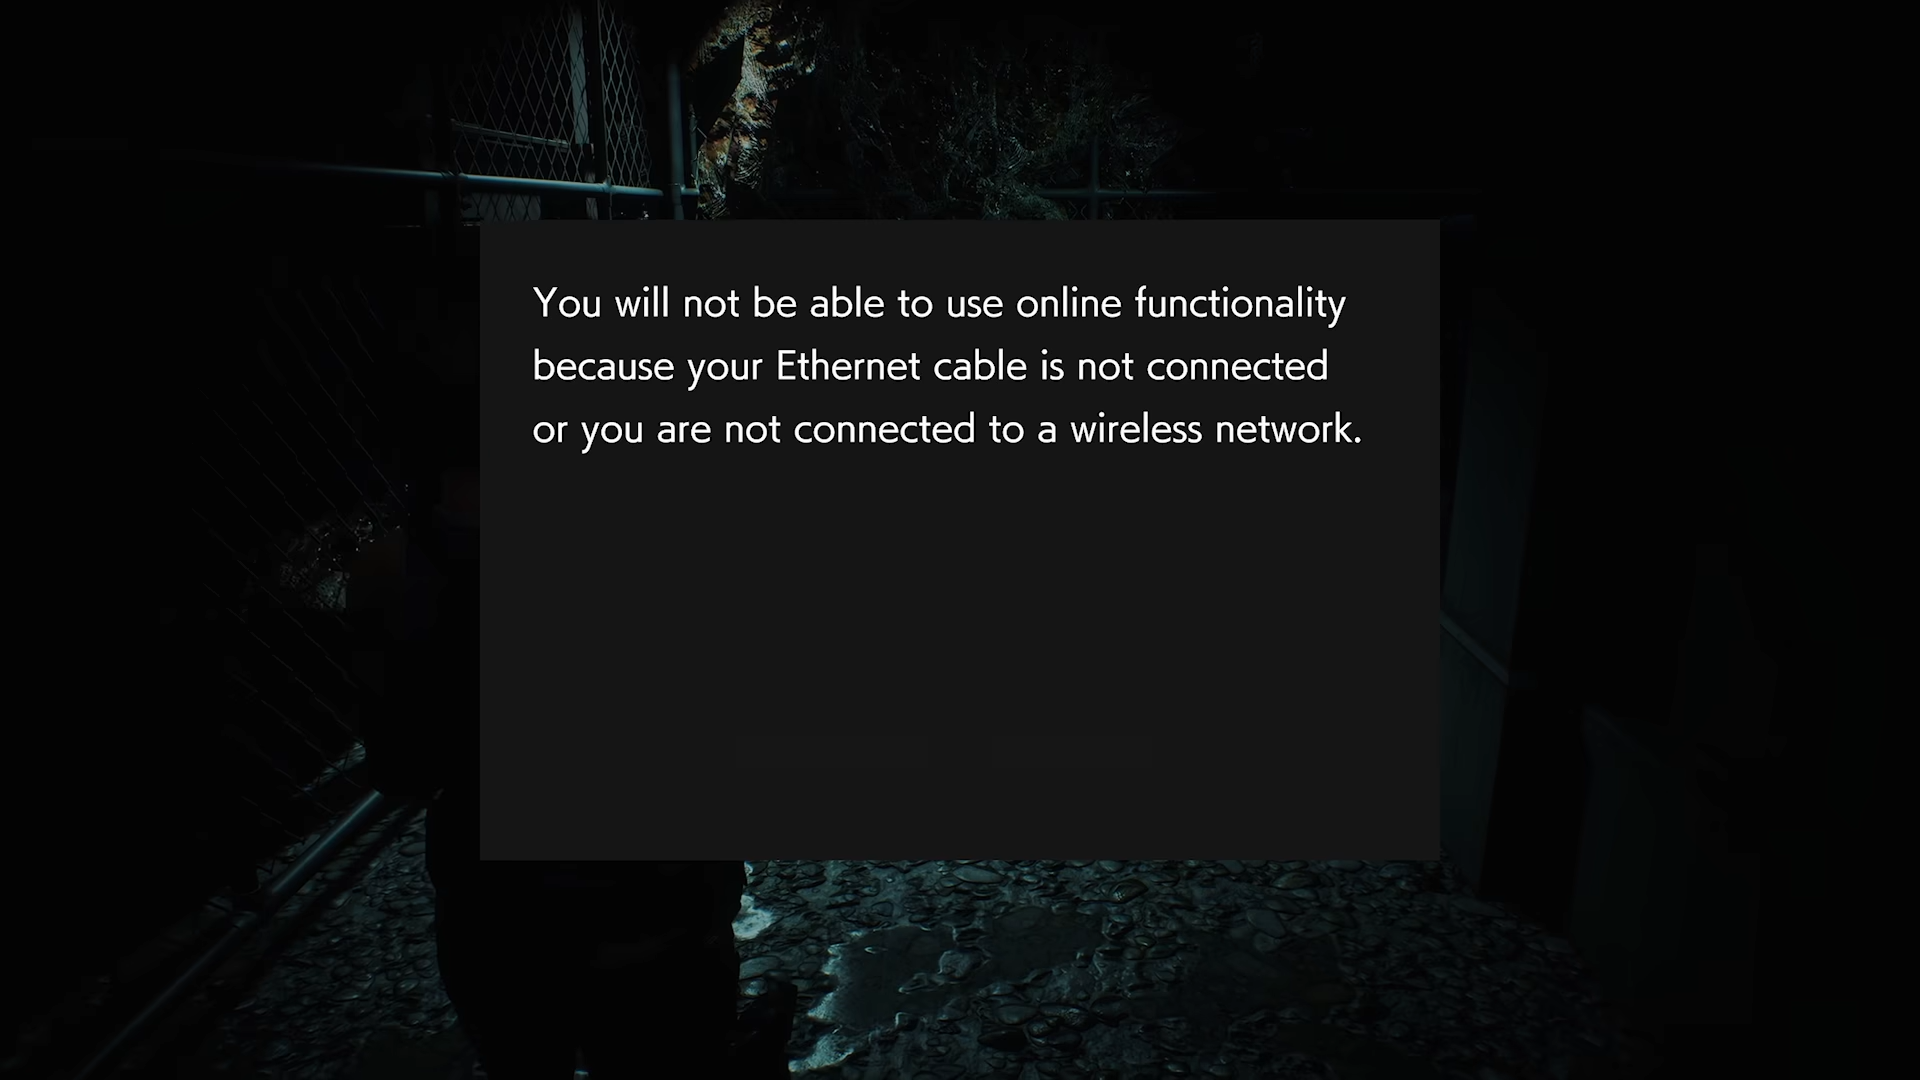 You will not be able to use online functionality
because your Ethernet cable is not connected
or you are not connected to a wireless network.